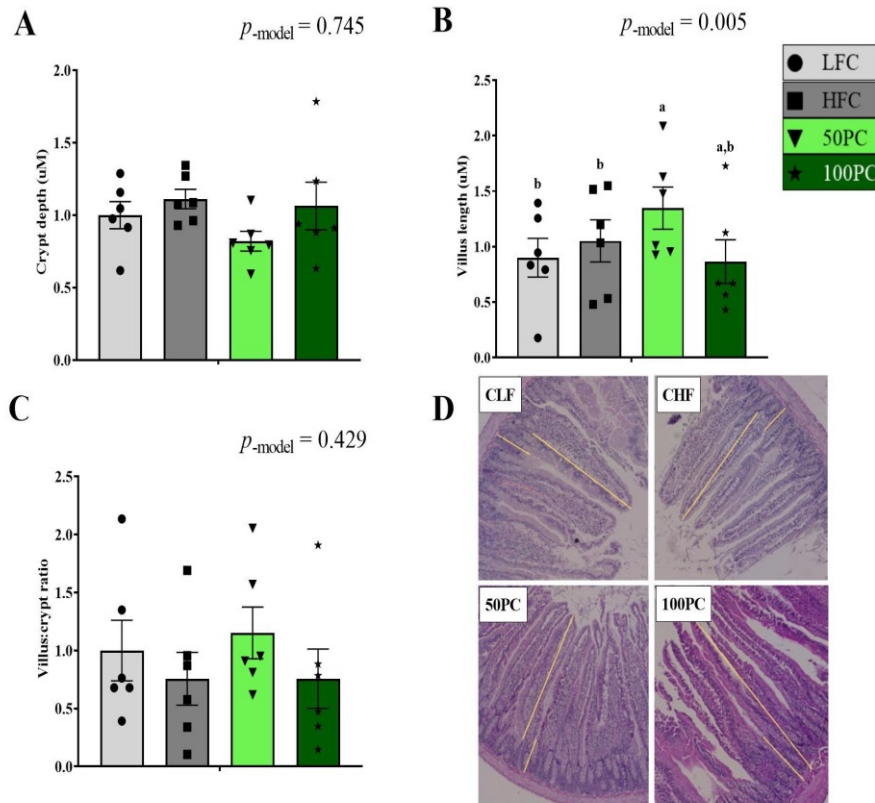 A
p-model = 0.745
2.0
1.5
1.0
0.5
0.0
Crypt depth (uM)
B
p-model = 0.005
2.5
2.0
1.5
1.0
0.5
0.0
Villus length (uM)
b
b
a
a,b
LFC
HFC
50PC
100PC
C
p-model = 0.429
2.5
2.0
1.5
1.0
0.5
0.0
Villus:crypt ratio
D
CLF
CHF
50PC
100PC